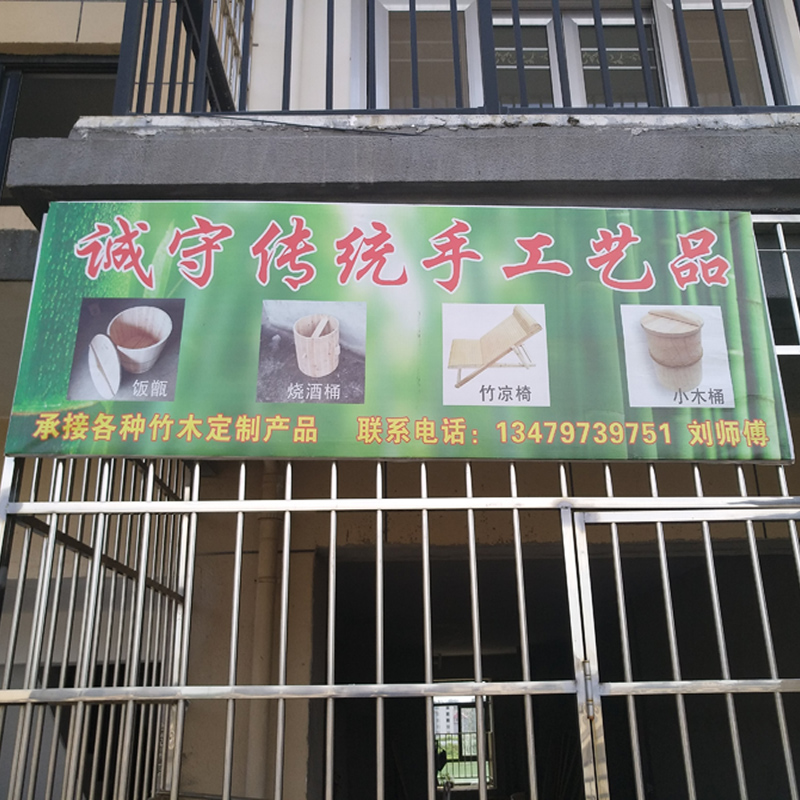 诚守传统手工艺品
饭甑
烧酒桶
竹凉椅
小木桶
承接各种竹木定制产品 联系电话：13479739751 刘师傅